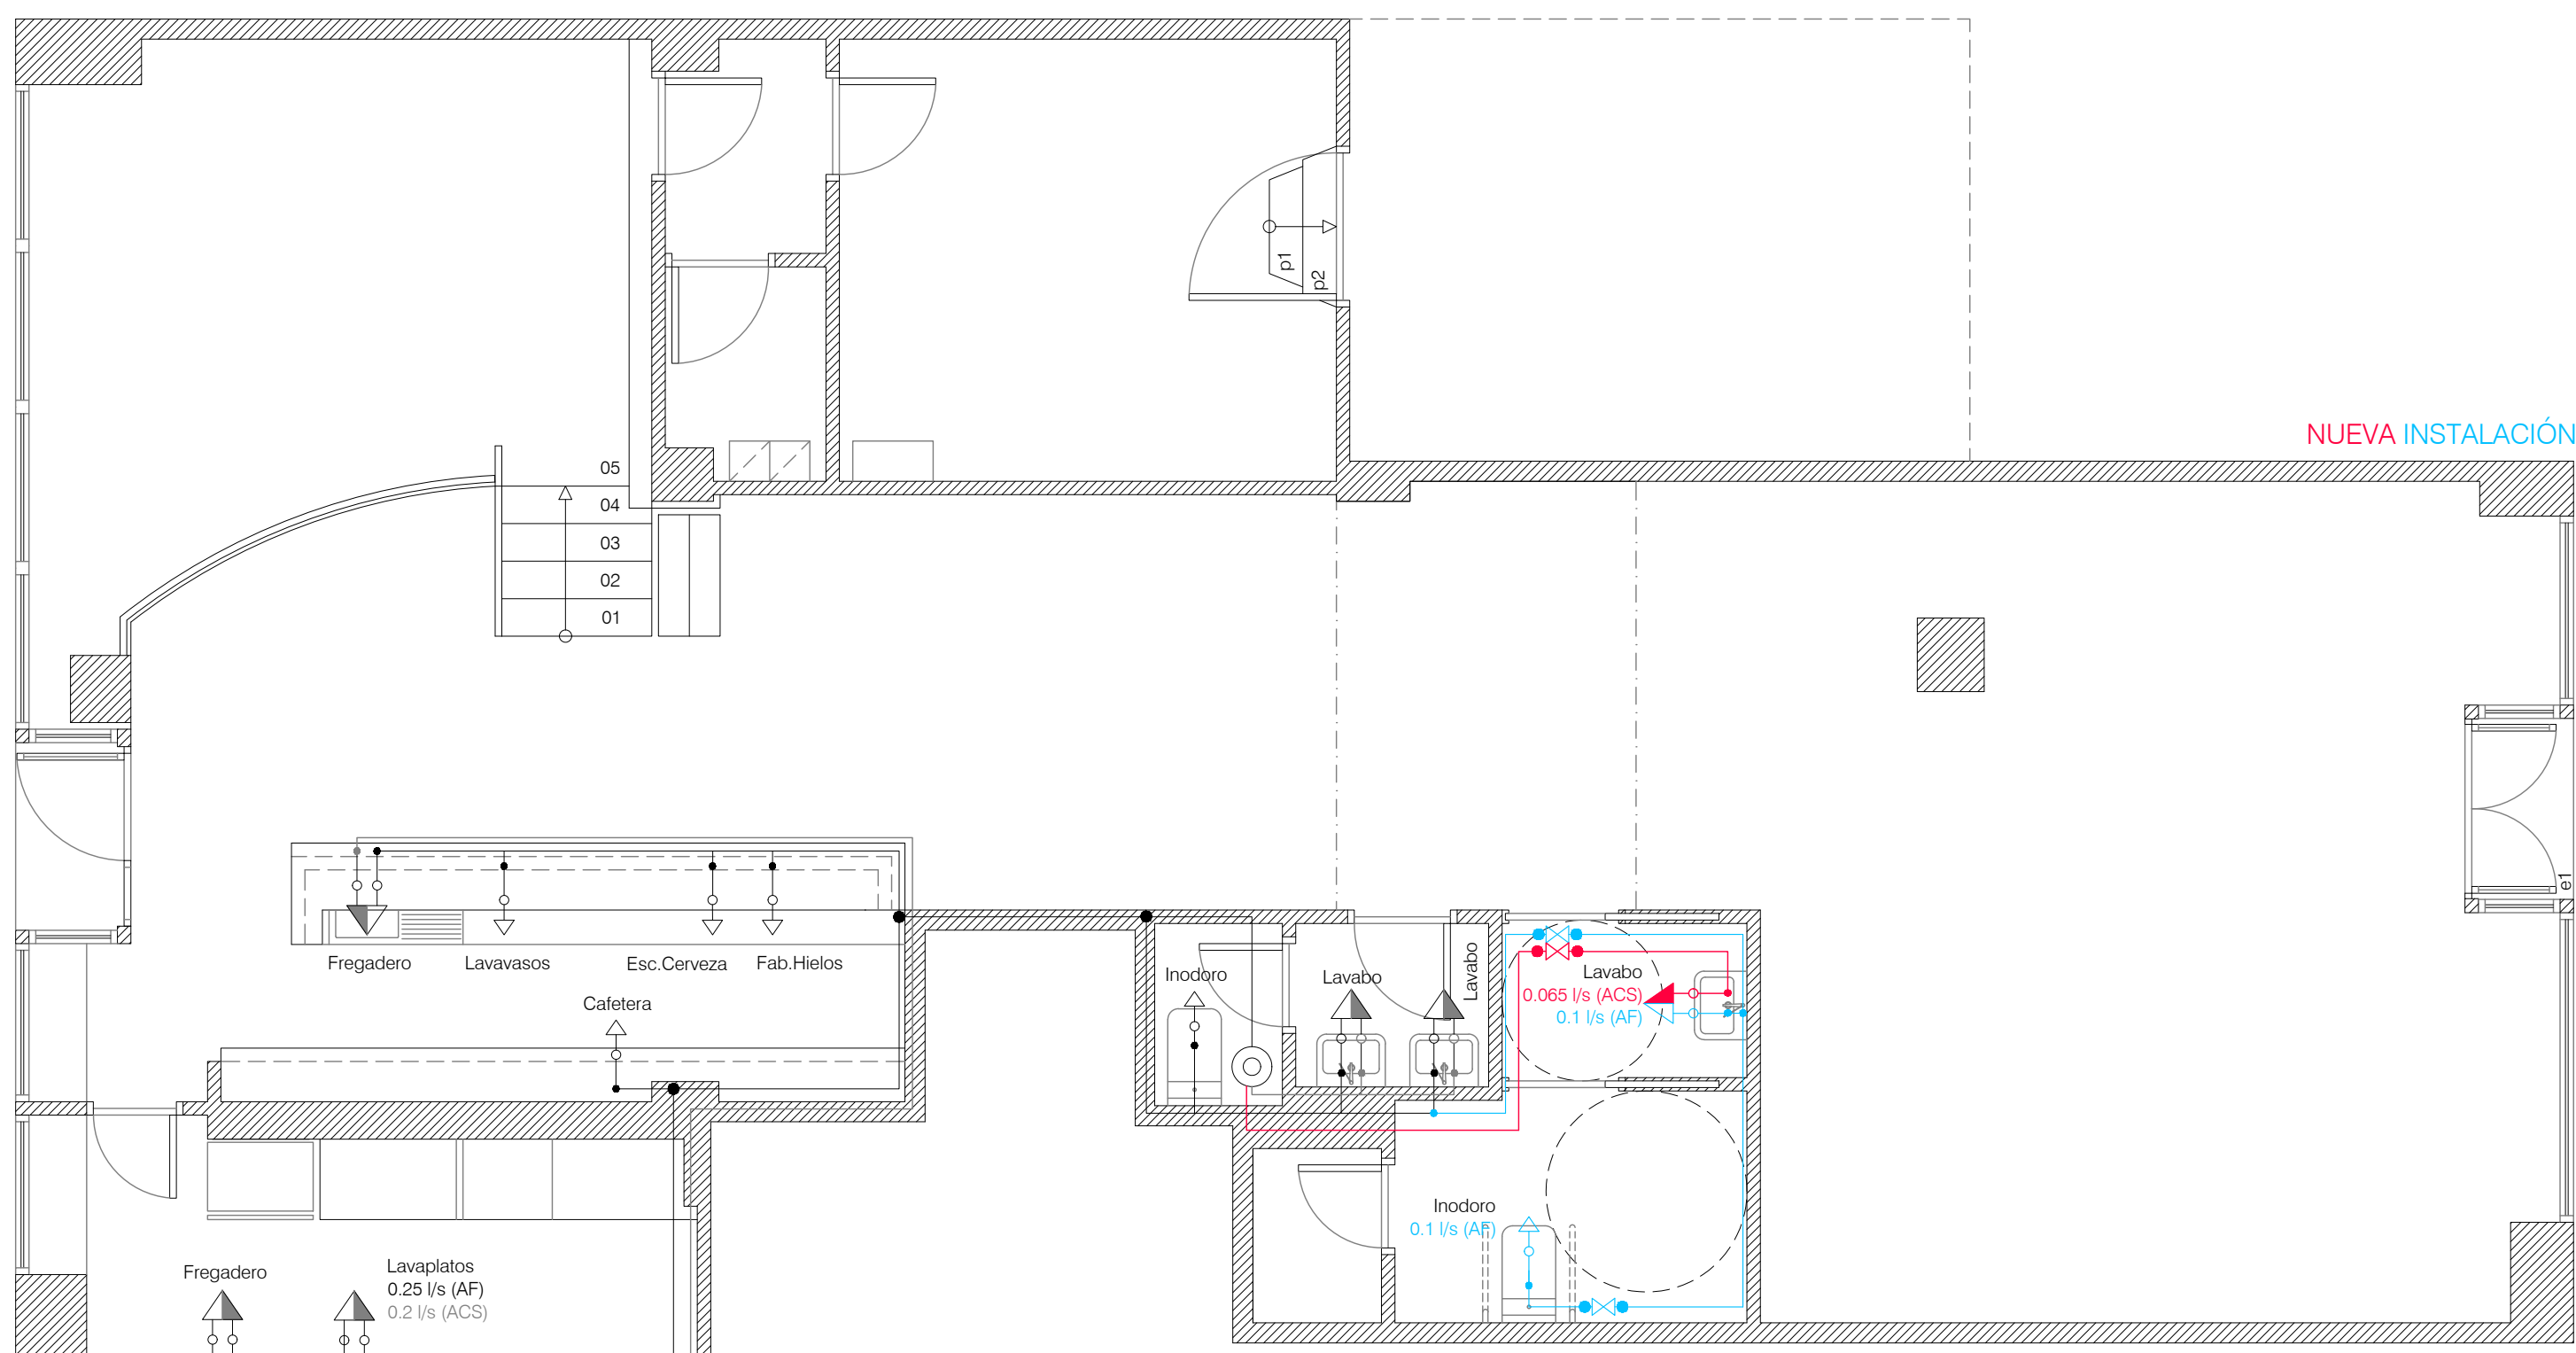 p1
p2
NUEVA INSTALACIÓN
05
04
03
02
01
e1
Fregadero
Lavavasos
Esc.Cerveza
Fab.Hielos
Cafetera
Inodoro
Lavabo
Lavabo
Lavabo
0.065 l/s (ACS)
0.1 l/s (AF)
Inodoro
0.1 l/s (AF)
Fregadero
Lavaplatos
0.25 l/s (AF)
0.2 l/s (ACS)